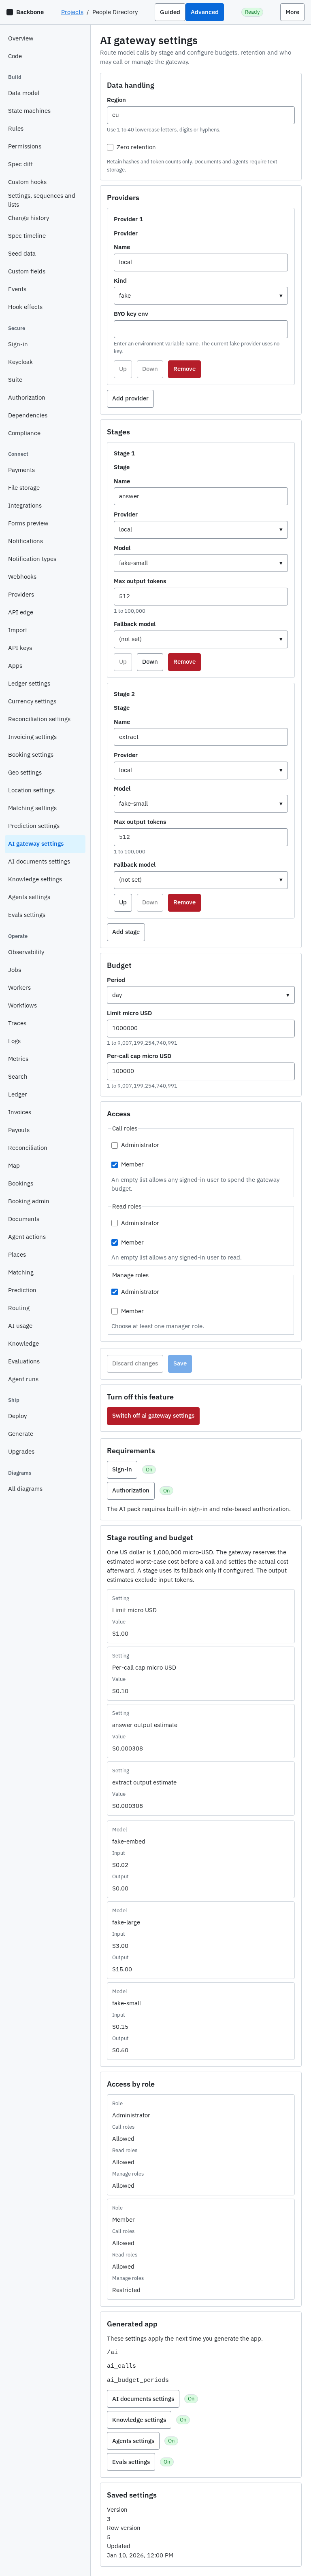 Backbone
Projects / People Directory
Guided
Advanced
Ready
More
Overview
Code
Build
Data model
State machines
Rules
Permissions
Spec diff
Custom hooks
Settings, sequences and
lists
Change history
Spec timeline
Seed data
Custom fields
Events
Hook effects
Secure
Sign-in
Keycloak
Suite
Authorization
Dependencies
Compliance
Connect
Payments
File storage
Integrations
Forms preview
Notifications
Notification types
Webhooks
Providers
API edge
Import
API keys
Apps
Ledger settings
Currency settings
Reconciliation settings
Invoicing settings
Booking settings
Geo settings
Location settings
Matching settings
Prediction settings
AI gateway settings
AI documents settings
Knowledge settings
Agents settings
Evals settings
Operate
Observability
Jobs
Workers
Workflows
Traces
Logs
Metrics
Search
Ledger
Invoices
Payouts
Reconciliation
Map
Bookings
Booking admin
Documents
Agent actions
Places
Matching
Prediction
Routing
AI usage
Knowledge
Evaluations
Agent runs
Ship
Deploy
Generate
Upgrades
Diagrams
All diagrams
AI gateway settings
Route provider model calls by stage and configure budgets, retention and who
may call or manage the gateway.
Data handling
Region
eu
Use 1 to 40 lowercase letters, digits or hyphens.
Zero retention
Retain hashes and token counts only. Documents and agents require text
storage.
Providers
Provider 1
Provider
Name
local
Kind
fake
BYO key env
Enter an environment variable name. The current fake provider uses no
key.
Up
Down
Remove
Add provider
Stages
Stage 1
Stage
Name
answer
Provider
local
Model
fake-small
Max output tokens
512
1 to 100,000
Fallback model
(not set)
Up
Down
Remove
Stage 2
Stage
Name
extract
Provider
local
Model
fake-small
Max output tokens
512
1 to 100,000
Fallback model
(not set)
Up
Down
Remove
Add stage
Budget
Period
day
Limit micro USD
1000000
1 to 9,007,199,254,740,991
Per-call cap micro USD
100000
1 to 9,007,199,254,740,991
Access
Call roles
Administrator
Member
An empty list allows any signed-in user to spend the gateway
budget.
Read roles
Administrator
Member
An empty list allows any signed-in user to read.
Manage roles
Administrator
Member
Choose at least one manager role.
Discard changes
Save
Turn off this feature
Switch off ai gateway settings
Requirements
Sign-in
On
Authorization
On
The AI pack requires built-in sign-in and role-based authorization.
Stage routing and budget
One US dollar is 1,000,000 micro-USD. The gateway reserves the
estimated worst-case cost before a call and settles the actual cost
afterward. A stage uses its fallback only if configured. The output
estimates exclude input tokens.
Setting
Limit micro USD
Value
$1.00
Setting
Per-call cap micro USD
Value
$0.10
Setting
answer output estimate
Value
$0.000308
Setting
extract output estimate
Value
$0.000308
Model
fake-embed
Input
$0.02
Output
$0.00
Model
fake-large
Input
$3.00
Output
$15.00
Model
fake-small
Input
$0.15
Output
$0.60
Access by role
Role
Administrator
Call roles
Allowed
Read roles
Allowed
Manage roles
Allowed
Role
Member
Call roles
Allowed
Read roles
Allowed
Manage roles
Restricted
Generated app
These settings apply the next time you generate the app.
/ai
ai_calls
ai_budget_periods
AI documents settings
On
Knowledge settings
On
Agents settings
On
Evals settings
On
Saved settings
Version
3
Row version
5
Updated
Jan 10, 2026, 12:00 PM